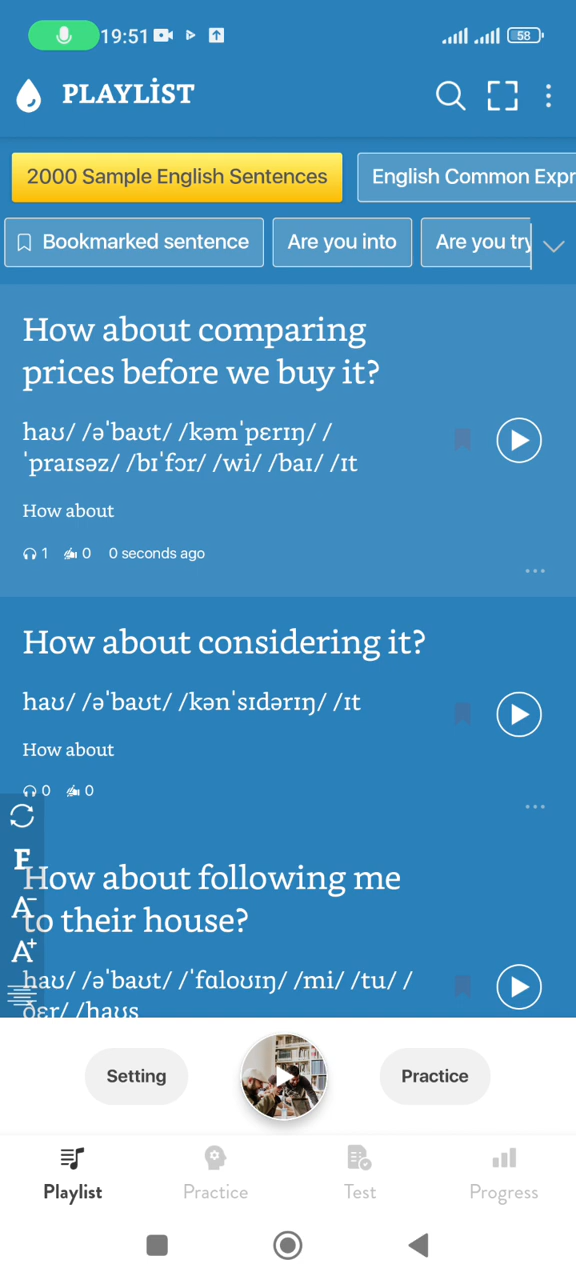 19:51
58
PLAYLİST
2000 Sample English Sentences
English Common Expr
Bookmarked sentence
Are you into
Are you try
How about comparing
prices before we buy it?
haʊ/ /əˈbaʊt/ /kəmˈpɛrɪŋ/ /
ˈpraɪsəz/ /bɪˈfɔr/ /wi/ /baɪ/ /ɪt
How about
1
0
0 seconds ago
How about considering it?
haʊ/ /əˈbaʊt/ /kənˈsɪdərɪŋ/ /ɪt
How about
0
0
E
How about following me
A-
to their house?
A+
haʊ/ /əˈbaʊt/ /ˈfɑloʊɪŋ/ /mi/ /tu/ /
ðɛr/ /haʊs
Setting
Practice
Playlist
Practice
Test
Progress